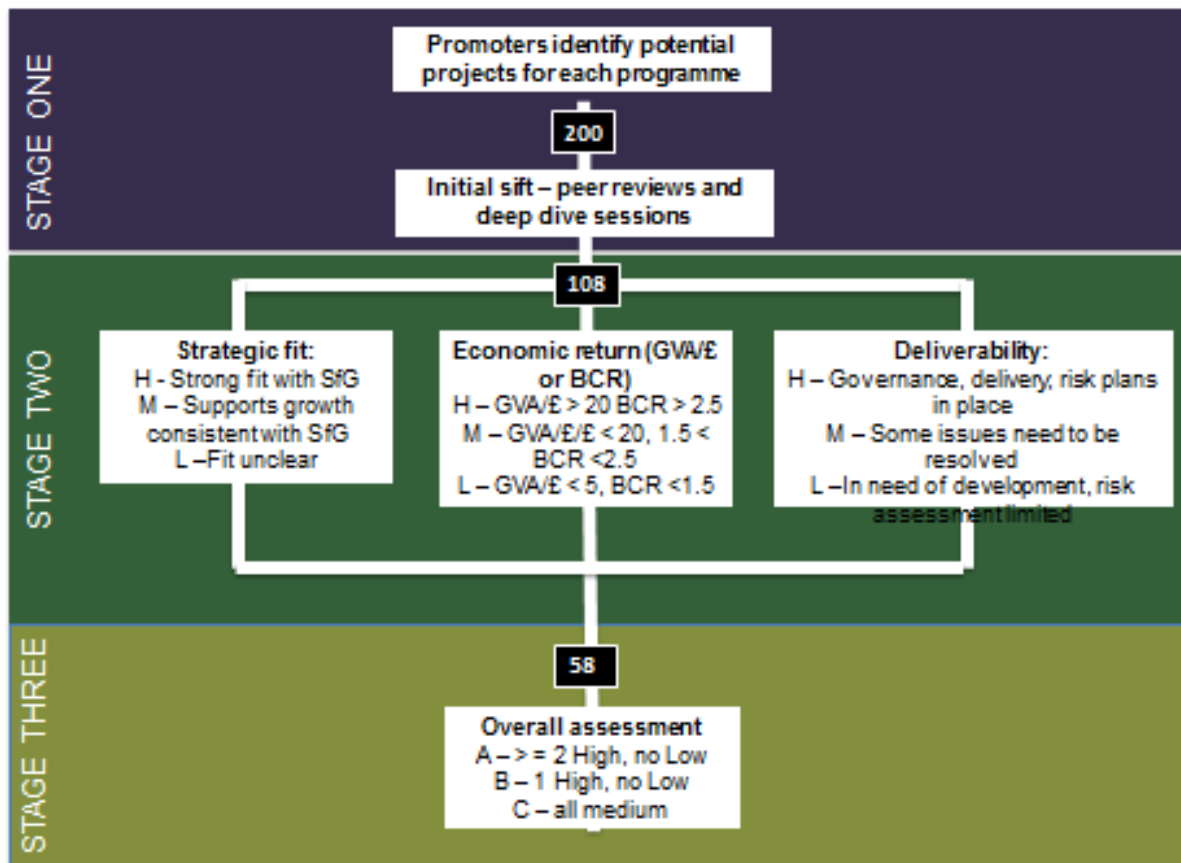 STAGE ONE
Promoters identify potential
projects for each programme
200
Initial sift – peer reviews and
deep dive sessions
STAGE TWO
108
Strategic fit:
H - Strong fit with SfG
M – Supports growth
consistent with SfG
L –Fit unclear
Economic return (GVA/£
or BCR)
H – GVA/£ > 20 BCR > 2.5
M – GVA/£/£ < 20, 1.5 <
BCR <2.5
L – GVA/£ < 5, BCR <1.5
Deliverability:
H – Governance, delivery, risk plans
in place
M – Some issues need to be
resolved
L –In need of development, risk
assessment limited
STAGE THREE
58
Overall assessment
A – > = 2 High, no Low
B – 1 High, no Low
C – all medium